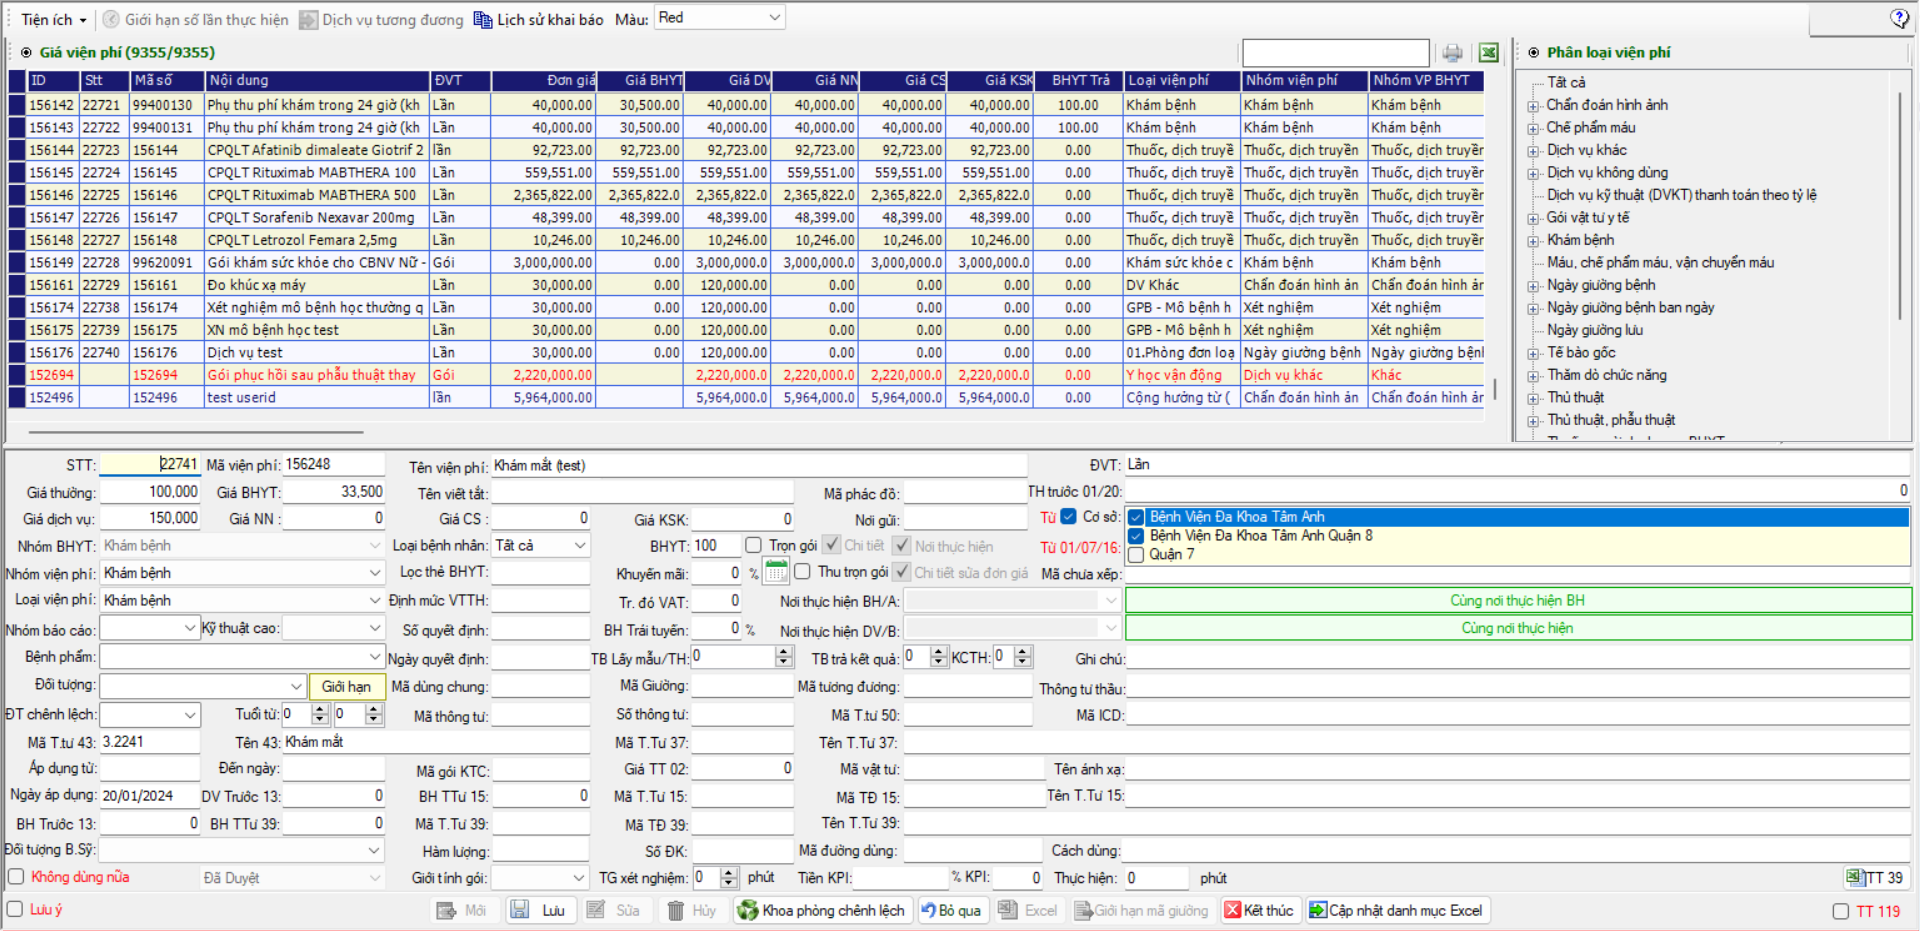 Tiện ích Giới hạn số lần thực hiện Dịch vụ tương đương Lịch sử khai báo Màu: Red
Giá viện phí (9355/9355) Phân loại viện phí
ID Stt Mã số Nội dung ĐVT Đơn giá Giá BHYT Giá DV Giá NN Giá CS Giá KSK BHYT Trả Loại viện phí Nhóm viện phí Nhóm VP BHYT
156142 22721 99400130 Phụ thu phí khám trong 24 giờ (kh Lần 40,000.00 30,500.00 40,000.00 40,000.00 40,000.00 40,000.00 100.00 Khám bệnh Khám bệnh Khám bệnh
156143 22722 99400131 Phụ thu phí khám trong 24 giờ (kh Lần 40,000.00 30,500.00 40,000.00 40,000.00 40,000.00 40,000.00 100.00 Khám bệnh Khám bệnh Khám bệnh
156144 22723 156144 CPQLT Afatinib dimaleate Giotrif 2 lần 92,723.00 92,723.00 92,723.00 92,723.00 92,723.00 92,723.00 0.00 Thuốc, dịch truyề Thuốc, dịch truyền Thuốc, dịch truyền
156145 22724 156145 CPQLT Rituximab MABTHERA 100 Lần 559,551.00 559,551.00 559,551.00 559,551.00 559,551.00 559,551.00 0.00 Thuốc, dịch truyề Thuốc, dịch truyền Thuốc, dịch truyền
156146 22725 156146 CPQLT Rituximab MABTHERA 500 Lần 2,365,822.00 2,365,822.0 2,365,822.0 2,365,822.0 2,365,822.0 2,365,822.0 0.00 Thuốc, dịch truyề Thuốc, dịch truyền Thuốc, dịch truyền
156147 22726 156147 CPQLT Sorafenib Nexavar 200mg Lần 48,399.00 48,399.00 48,399.00 48,399.00 48,399.00 48,399.00 0.00 Thuốc, dịch truyề Thuốc, dịch truyền Thuốc, dịch truyền
156148 22727 156148 CPQLT Letrozol Femara 2,5mg Lần 10,246.00 10,246.00 10,246.00 10,246.00 10,246.00 10,246.00 0.00 Thuốc, dịch truyề Thuốc, dịch truyền Thuốc, dịch truyền
156149 22728 99620091 Gói khám sức khỏe cho CBNV Nữ - Gói 3,000,000.00 0.00 3,000,000.0 3,000,000.0 3,000,000.0 3,000,000.0 0.00 Khám sức khỏe c Khám bệnh Khám bệnh
156161 22729 156161 Đo khúc xạ máy Lần 30,000.00 0.00 120,000.00 0.00 0.00 0.00 0.00 DV Khác Chẩn đoán hình ản Chẩn đoán hình ản
156174 22738 156174 Xét nghiệm mô bệnh học thường q Lần 30,000.00 0.00 120,000.00 0.00 0.00 0.00 0.00 GPB - Mô bệnh h Xét nghiệm Xét nghiệm
156175 22739 156175 XN mô bệnh học test Lần 30,000.00 0.00 120,000.00 0.00 0.00 0.00 0.00 GPB - Mô bệnh h Xét nghiệm Xét nghiệm
156176 22740 156176 Dịch vụ test Lần 30,000.00 0.00 120,000.00 0.00 0.00 0.00 0.00 01.Phòng đơn loạ Ngày giường bệnh Ngày giường bệnl
152694 152694 Gói phục hồi sau phẫu thuật thay Gói 2,220,000.00 2,220,000.0 2,220,000.0 2,220,000.0 2,220,000.0 0.00 Y học vận động Dịch vụ khác Khác
152496 152496 test userid lần 5,964,000.00 5,964,000.0 5,964,000.0 5,964,000.0 5,964,000.0 0.00 Cộng hưởng từ ( Chẩn đoán hình ản Chẩn đoán hình ản
Tất cả
Chẩn đoán hình ảnh
Chế phẩm máu
Dịch vụ khác
Dịch vụ không dùng
Dịch vụ kỹ thuật (DVKT) thanh toán theo tỷ lệ
Gói vật tư y tế
Khám bệnh
Máu, chế phẩm máu, vận chuyển máu
Ngày giường bệnh
Ngày giường bệnh ban ngày
Ngày giường lưu
Tế bào gốc
Thăm dò chức năng
Thủ thuật
Thủ thuật, phẫu thuật
STT: 22741 Mã viện phí: 156248 Tên viện phí: Khám mắt (test) ĐVT: Lần
Giá thường: 100,000 Giá BHYT: 33,500 Tên viết tắt: Mã phác đồ: TH trước 01/20: 0
Giá dịch vụ: 150,000 Giá NN : 0 Giá CS : 0 Giá KSK: 0 Nơi gửi: Từ Cơ sở: Bệnh Viện Đa Khoa Tâm Anh
Bệnh Viện Đa Khoa Tâm Anh Quận 8
Nhóm BHYT: Khám bệnh Loại bệnh nhân: Tất cả BHYT: 100 Trọn gói Chi tiết Nơi thực hiện Từ 01/07/16: Quận 7
Nhóm viện phí: Khám bệnh Lọc thẻ BHYT: Khuyến mãi: 0 % Thu trọn gói Chi tiết sửa đơn giá Mã chưa xếp:
Loại viện phí: Khám bệnh Định mức VTTH: Tr. đó VAT: 0 Nơi thực hiện BH/A: Cùng nơi thực hiện BH
Nhóm báo cáo: Kỹ thuật cao: Số quyết định: BH Trái tuyến: 0 % Nơi thực hiện DV/B: Cùng nơi thực hiện
Bệnh phẩm: Ngày quyết định: TB Lấy mẫu/TH: 0 TB trả kết quả: 0 KCTH: 0 Ghi chú:
Đối tượng: Giới hạn Mã dùng chung: Mã Giường: Mã tương đương: Thông tư thầu:
ĐT chênh lệch: Tuổi từ: 0 0 Mã thông tư: Số thông tư: Mã T.tư 50: Mã ICD:
Mã T.tư 43: 3.2241 Tên 43: Khám mắt Mã T.Tư 37: Tên T.Tư 37:
Áp dụng từ: Đến ngày: Mã gói KTC: Giá TT 02: 0 Mã vật tư: Tên ánh xạ:
Ngày áp dụng: 20/01/2024 DV Trước 13: 0 BH TTư 15: 0 Mã T.Tư 15: Mã TĐ 15: Tên T.Tư 15:
BH Trước 13: 0 BH TTư 39: 0 Mã T.Tư 39: Mã TĐ 39: Tên T.Tư 39:
Đối tượng B.Sỹ: Hàm lượng: Số ĐK: Mã đường dùng: Cách dùng:
Không dùng nữa Đã Duyệt Giới tính gói: TG xét nghiệm: 0 phút Tiền KPI: % KPI: 0 Thực hiện: 0 phút TT 39
Lưu ý Mới Lưu Sửa Hủy Khoa phòng chênh lệch Bỏ qua Excel Giới hạn mã giường Kết thúc Cập nhật danh mục Excel TT 119